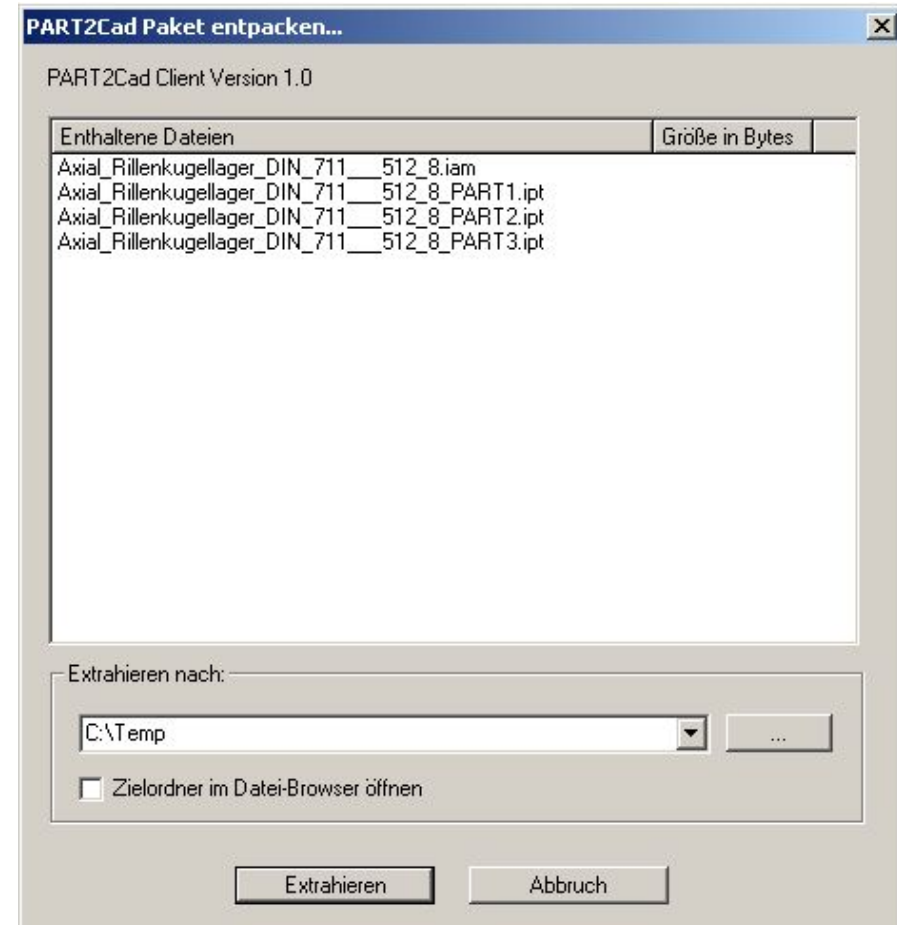 PART2Cad Paket entpacken...
PART2Cad Client Version 1.0
Enthaltene Dateien Größe in Bytes
Axial_Rillenkugellager_DIN_711___512_8.iam
Axial_Rillenkugellager_DIN_711___512_8_PART1.ipt
Axial_Rillenkugellager_DIN_711___512_8_PART2.ipt
Axial_Rillenkugellager_DIN_711___512_8_PART3.ipt
Extrahieren nach:
C:\Temp ...
Zielordner im Datei-Browser öffnen
Extrahieren Abbruch